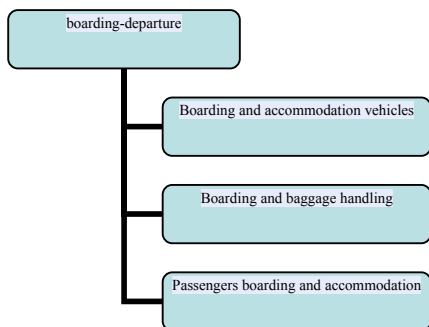 boarding-departure
Boarding and accommodation vehicles
Boarding and baggage handling
Passengers boarding and accommodation